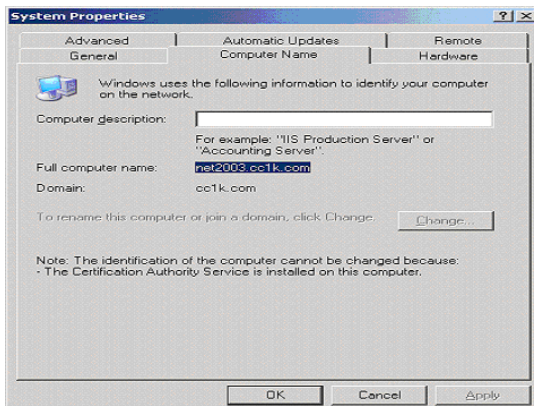 System Properties
Advanced Automatic Updates Remote
General Computer Name Hardware
Windows uses the following information to identify your computer
on the network.
Computer description:
For example: "IIS Production Server" or
"Accounting Server".
Full computer name: net2003.cc1k.com
Domain: cc1k.com
To rename this computer or join a domain, click Change. Change...
Note: The identification of the computer cannot be changed because:
- The Certification Authority Service is installed on this computer.
OK Cancel Apply